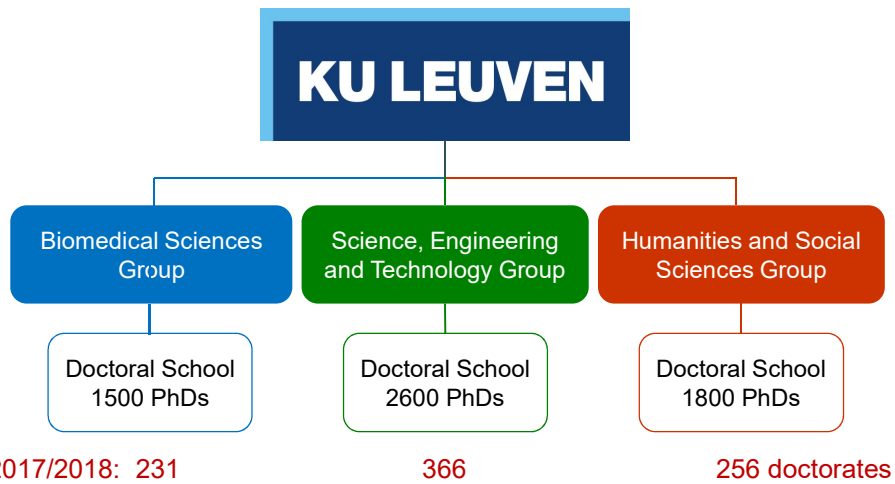 KU LEUVEN
Biomedical Sciences
Group
Science, Engineering
and Technology Group
Humanities and Social
Sciences Group
Doctoral School
1500 PhDs
Doctoral School
2600 PhDs
Doctoral School
1800 PhDs
2017/2018: 231 366 256 doctorates